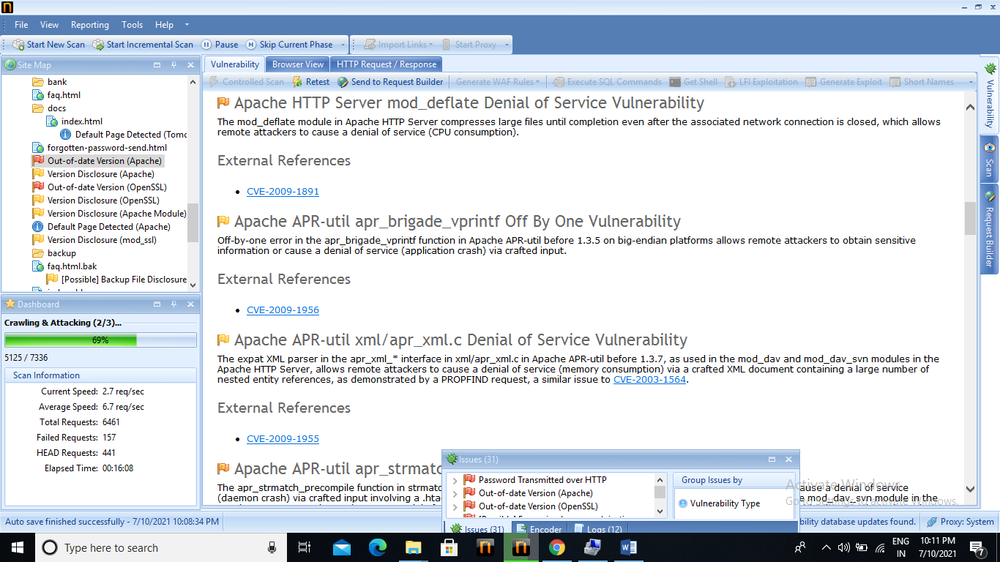 n
File View Reporting Tools Help
Start New Scan Start Incremental Scan Pause Skip Current Phase Import Links Start Proxy
Site Map
bank
faq.html
docs
index.html
Default Page Detected (Tomc
forgotten-password-send.html
Out-of-date Version (Apache)
Version Disclosure (Apache)
Out-of-date Version (OpenSSL)
Version Disclosure (OpenSSL)
Version Disclosure (Apache Module)
Default Page Detected (Apache)
Version Disclosure (mod_ssl)
backup
faq.html.bak
[Possible] Backup File Disclosure
Dashboard
Crawling & Attacking (2/3)...
69%
5125 / 7336
Scan Information
Current Speed: 2.7 req/sec
Average Speed: 6.7 req/sec
Total Requests: 6461
Failed Requests: 157
HEAD Requests: 441
Elapsed Time: 00:16:08
Vulnerability Browser View HTTP Request / Response
Controlled Scan Retest Send to Request Builder Generate WAF Rules Execute SQL Commands Get Shell LFI Exploitation Generate Exploit Short Names
Apache HTTP Server mod_deflate Denial of Service Vulnerability
The mod_deflate module in Apache HTTP Server compresses large files until completion even after the associated network connection is closed, which allows
remote attackers to cause a denial of service (CPU consumption).
External References
CVE-2009-1891
Apache APR-util apr_brigade_vprintf Off By One Vulnerability
Off-by-one error in the apr_brigade_vprintf function in Apache APR-util before 1.3.5 on big-endian platforms allows remote attackers to obtain sensitive
information or cause a denial of service (application crash) via crafted input.
External References
CVE-2009-1956
Apache APR-util xml/apr_xml.c Denial of Service Vulnerability
The expat XML parser in the apr_xml_* interface in xml/apr_xml.c in Apache APR-util before 1.3.7, as used in the mod_dav and mod_dav_svn modules in the
Apache HTTP Server, allows remote attackers to cause a denial of service (memory consumption) via a crafted XML document containing a large number of
nested entity references, as demonstrated by a PROPFIND request, a similar issue to CVE-2003-1564.
External References
CVE-2009-1955
Apache APR-util apr_strmatc
The apr_strmatch_precompile function in strmatc
cause a denial of service
(daemon crash) via crafted input involving a .hta
mod_dav_svn module in the
Issues (31)
Password Transmitted over HTTP
Out-of-date Version (Apache)
Out-of-date Version (OpenSSL)
Group Issues by
Vulnerability Type
Issues (31) Encoder Logs (12)
Activate Windows
Go to Settings to activate Windows.
Vulnerability
Scan
Request Builder
Auto save finished successfully - 7/10/2021 10:08:34 PM
bility database updates found. Proxy: System
Type here to search
n
n
W
ENG
IN
10:11 PM
7/10/2021
7